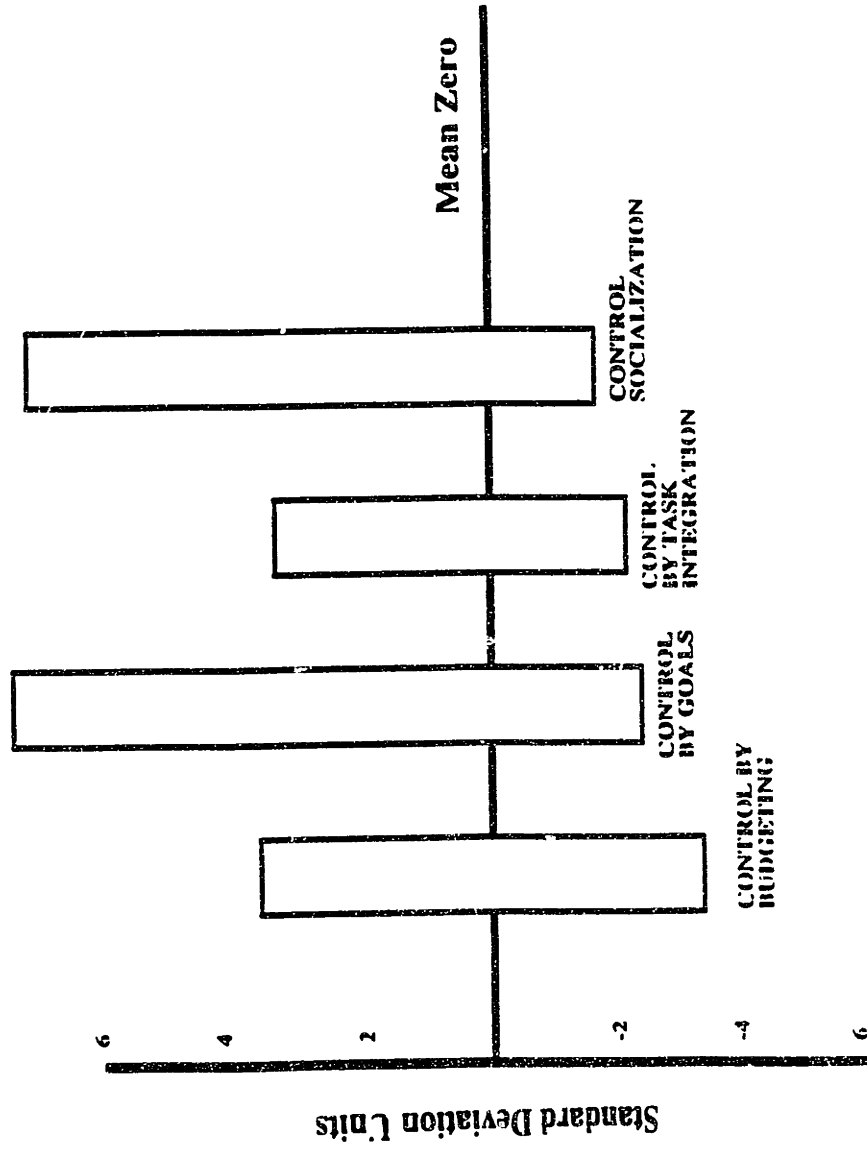 Standard Deviation Units
6
4
2
-2
-4
6
Mean Zero
CONTROL BY
BUDGETING
CONTROL
BY GOALS
CONTROL
BY TASK
INTEGRATION
CONTROL
SOCIALIZATION